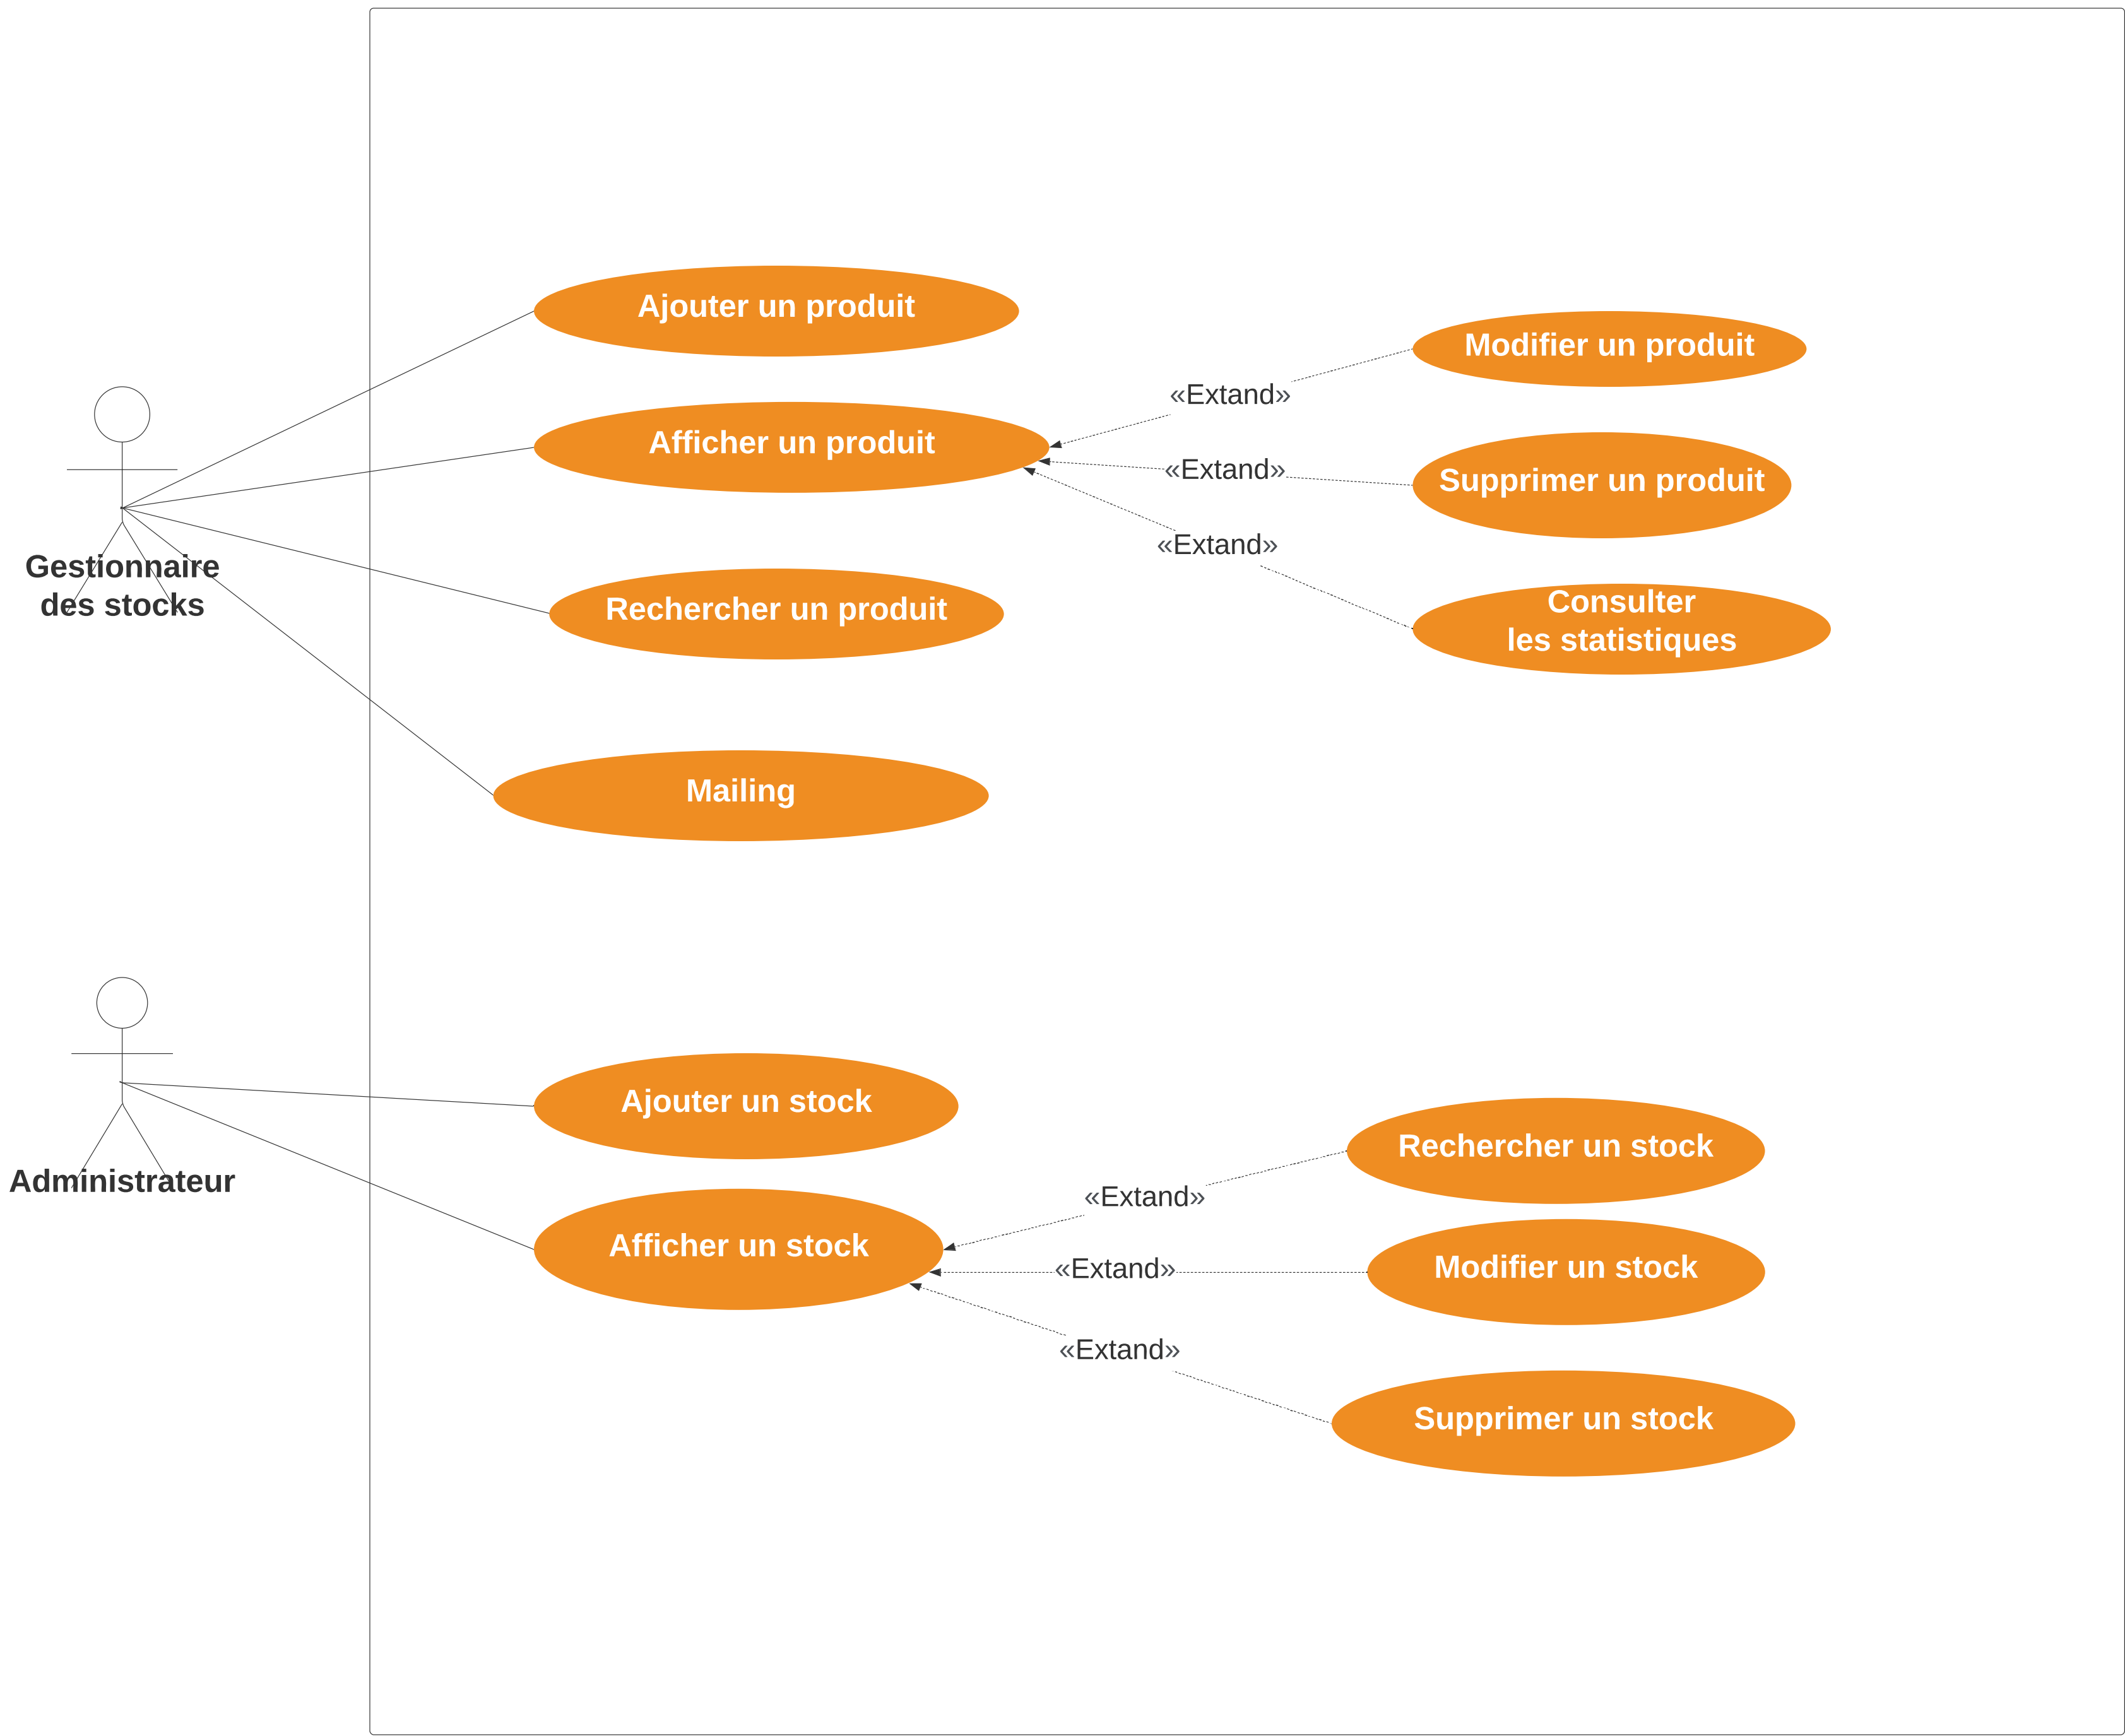 Ajouter un produit
Modifier un produit
«Extand»
Afficher un produit
«Extand»
Supprimer un produit
«Extand»
Gestionnaire
des stocks
Rechercher un produit
Consulter
les statistiques
Mailing
Ajouter un stock
Rechercher un stock
Administrateur
«Extand»
Afficher un stock
«Extand»
Modifier un stock
«Extand»
Supprimer un stock